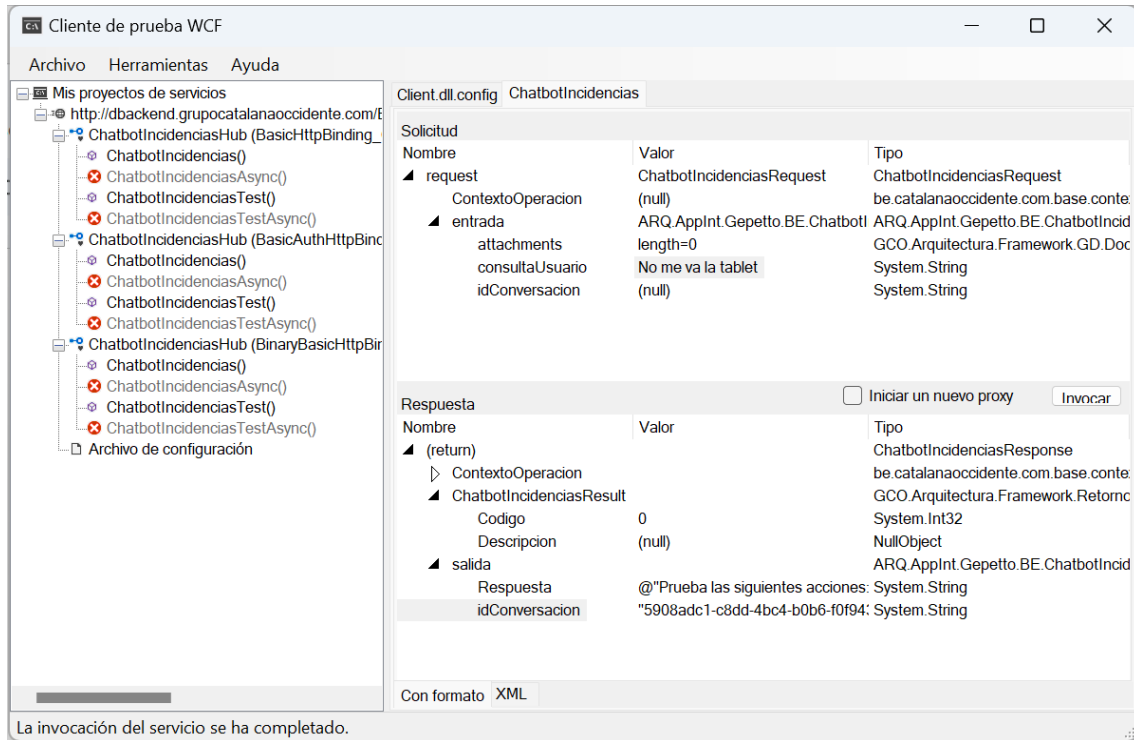 Cliente de prueba WCF
Archivo Herramientas Ayuda
Mis proyectos de servicios
http://dbackend.grupocatalanaoccidente.com/E
ChatbotIncidenciasHub (BasicHttpBinding_
ChatbotIncidencias()
ChatbotIncidenciasAsync()
ChatbotIncidenciasTest()
ChatbotIncidenciasTestAsync()
ChatbotIncidenciasHub (BasicAuthHttpBind
ChatbotIncidencias()
ChatbotIncidenciasAsync()
ChatbotIncidenciasTest()
ChatbotIncidenciasTestAsync()
ChatbotIncidenciasHub (BinaryBasicHttpBin
ChatbotIncidencias()
ChatbotIncidenciasAsync()
ChatbotIncidenciasTest()
ChatbotIncidenciasTestAsync()
Archivo de configuración
Client.dll.config ChatbotIncidencias
Solicitud
Nombre Valor Tipo
request ChatbotIncidenciasRequest ChatbotIncidenciasRequest
ContextoOperacion (null) be.catalanaoccidente.com.base.conte
entrada ARQ.AppInt.Gepetto.BE.ChatbotI ARQ.AppInt.Gepetto.BE.ChatbotIncid
attachments length=0 GCO.Arquitectura.Framework.GD.Doc
consultaUsuario No me va la tablet System.String
idConversacion (null) System.String
Iniciar un nuevo proxy Invocar
Respuesta
Nombre Valor Tipo
(return) ChatbotIncidenciasResponse
ContextoOperacion be.catalanaoccidente.com.base.conte
ChatbotIncidenciasResult GCO.Arquitectura.Framework.Retorno
Codigo 0 System.Int32
Descripcion (null) NullObject
salida ARQ.AppInt.Gepetto.BE.ChatbotIncid
Respuesta @"Prueba las siguientes acciones: System.String
idConversacion "5908adc1-c8dd-4bc4-b0b6-f0f943 System.String
Con formato XML
La invocación del servicio se ha completado.